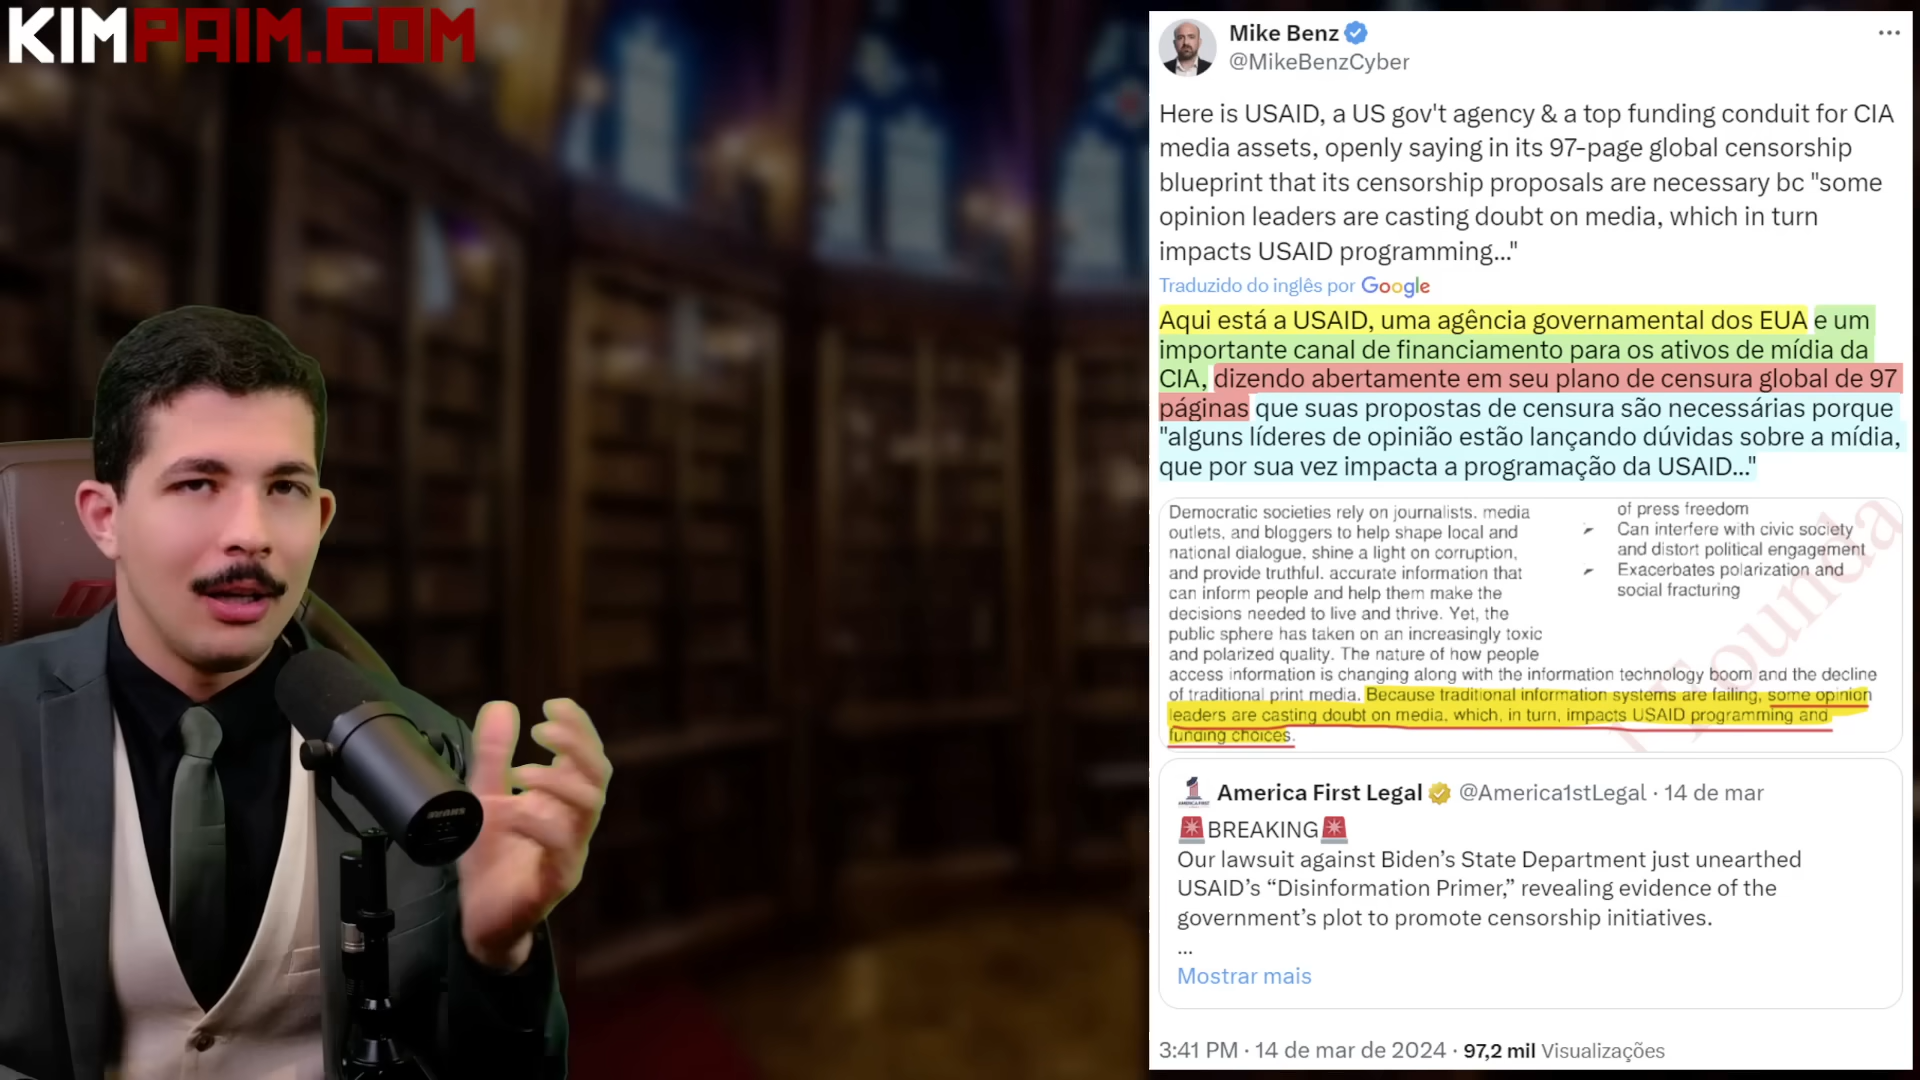 KIMPAIM.COM
Mike Benz
@MikeBenzCyber
Here is USAID, a US gov't agency & a top funding conduit for CIA
media assets, openly saying in its 97-page global censorship
blueprint that its censorship proposals are necessary bc "some
opinion leaders are casting doubt on media, which in turn
impacts USAID programming..."
Traduzido do inglês por Google
Aqui está a USAID, uma agência governamental dos EUA e um
importante canal de financiamento para os ativos de mídia da
CIA, dizendo abertamente em seu plano de censura global de 97
páginas que suas propostas de censura são necessárias porque
"alguns líderes de opinião estão lançando dúvidas sobre a mídia,
que por sua vez impacta a programação da USAID..."
Democratic societies rely on journalists, media
outlets, and bloggers to help shape local and
national dialogue, shine a light on corruption,
and provide truthful, accurate information that
can inform people and help them make the
decisions needed to live and thrive. Yet, the
public sphere has taken on an increasingly toxic
and polarized quality. The nature of how people
access information is changing along with the information technology boom and the decline
of traditional print media. Because traditional information systems are failing, some opinion
leaders are casting doubt on media, which, in turn, impacts USAID programming and
funding choices.
of press freedom
Can interfere with civic society
and distort political engagement
Exacerbates polarization and
social fracturing
America First Legal @America1stLegal · 14 de mar
BREAKING
Our lawsuit against Biden's State Department just unearthed
USAID's “Disinformation Primer,” revealing evidence of the
government's plot to promote censorship initiatives.
...
Mostrar mais
3:41 PM · 14 de mar de 2024 · 97,2 mil Visualizações